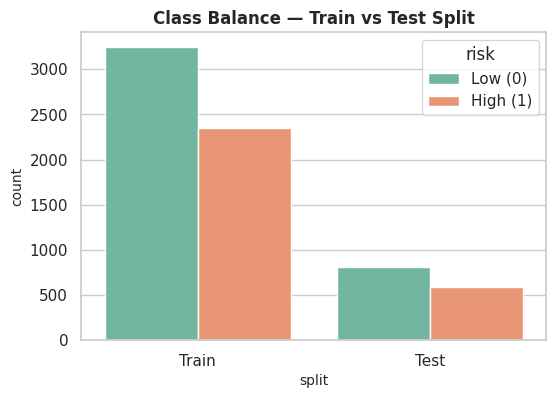 Class Balance — Train vs Test Split
risk
Low (0)
High (1)
count
3000
2500
2000
1500
1000
500
0
Train
Test
split